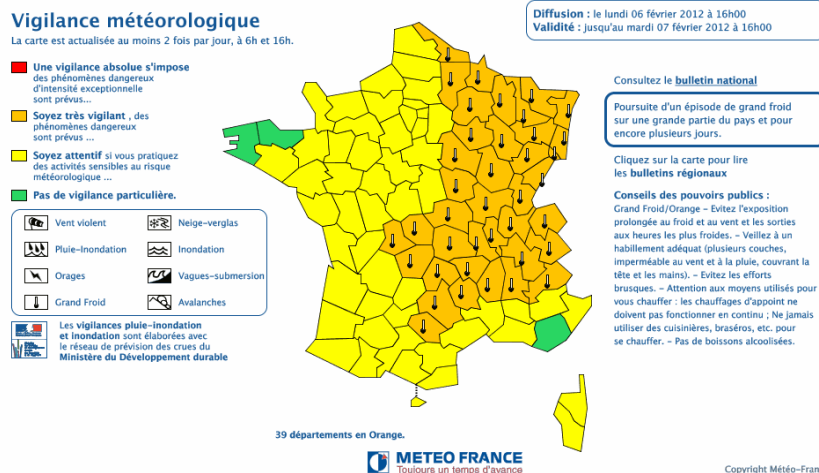 Vigilance météorologique
La carte est actualisée au moins 2 fois par jour, à 6h et 16h.
Une vigilance absolue s'impose
des phénomènes dangereux
d'intensité exceptionnelle
sont prévus...
Soyez très vigilant , des
phénomènes dangereux
sont prévus ...
Soyez attentif si vous pratiquez
des activités sensibles au risque
météorologique ...
Pas de vigilance particulière.
Vent violent
Neige-verglas
Pluie-Inondation
Inondation
Orages
Vagues-submersion
Grand Froid
Avalanches
Les vigilances pluie-inondation
et inondation sont élaborées avec
le réseau de prévision des crues du
Ministère du Développement durable
39 départements en Orange.
METEO FRANCE
Toujours un temps d'avance
Diffusion : le lundi 06 février 2012 à 16h00
Validité : jusqu'au mardi 07 février 2012 à 16h00
Consultez le bulletin national
Poursuite d'un épisode de grand froid
sur une grande partie du pays et pour
encore plusieurs jours.
Cliquez sur la carte pour lire
les bulletins régionaux
Conseils des pouvoirs publics :
Grand Froid/Orange – Evitez l'exposition
prolongée au froid et au vent et les sorties
aux heures les plus froides. – Veillez à un
habillement adéquat (plusieurs couches,
imperméable au vent et à la pluie, couvrant la
tête et les mains). – Evitez les efforts
brusques. – Attention aux moyens utilisés pour
vous chauffer : les chauffages d'appoint ne
doivent pas fonctionner en continu ; Ne jamais
utiliser des cuisinières, braséros, etc. pour
se chauffer. – Pas de boissons alcoolisées.
Copyright Météo-Fran